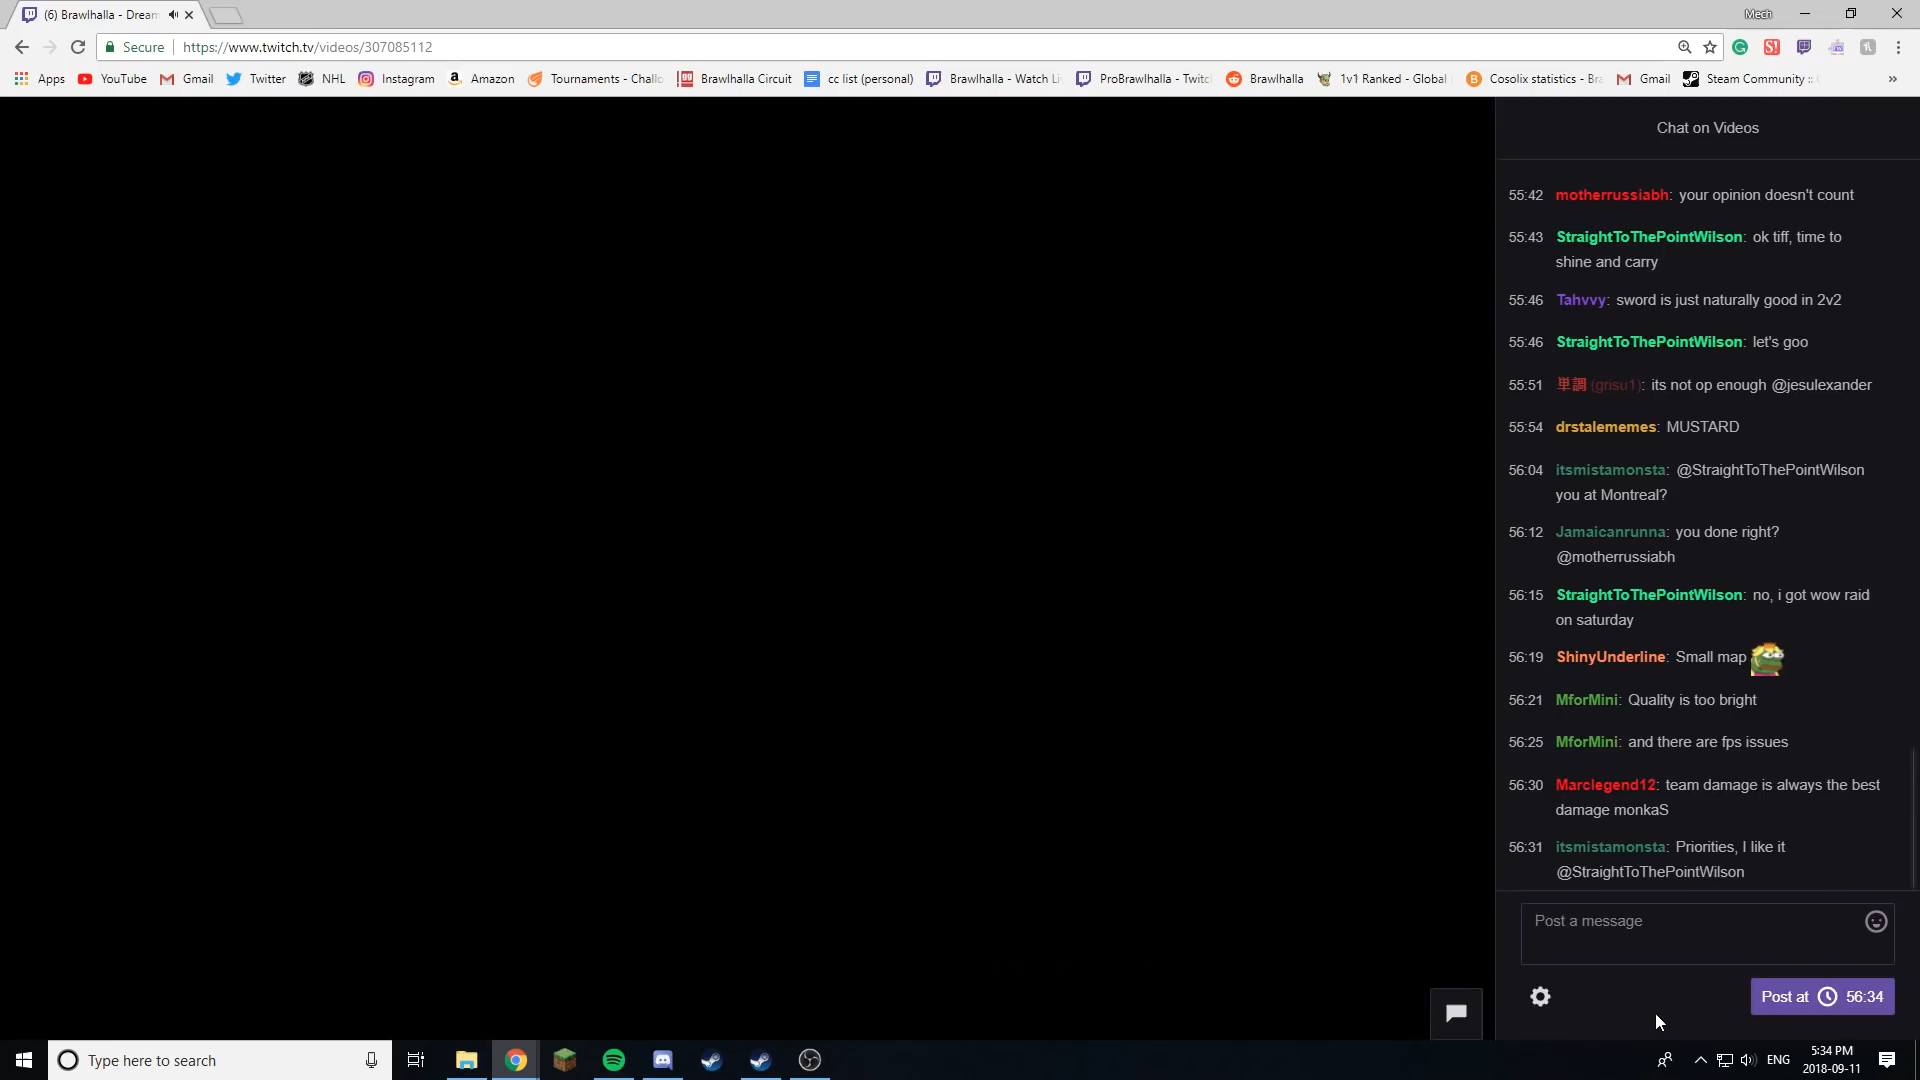 (6) Brawlhalla - Dream
Mech
Secure
https://www.twitch.tv/videos/307085112
Apps
YouTube
Gmail
Twitter
NHL
Instagram
Amazon
Tournaments - Challo
Brawlhalla Circuit
cc list (personal)
Brawlhalla - Watch Li
ProBrawlhalla - Twitch
Brawlhalla
1v1 Ranked - Global
Cosolix statistics - Bra
Gmail
Steam Community ::
Chat on Videos
55:42 motherrussiabh: your opinion doesn't count
55:43 StraightToThePointWilson: ok tiff, time to
shine and carry
55:46 Tahvvy: sword is just naturally good in 2v2
55:46 StraightToThePointWilson: let's goo
55:51 単調 (grisu1): its not op enough @jesulexander
55:54 drstalememes: MUSTARD
56:04 itsmistamonsta: @StraightToThePointWilson
you at Montreal?
56:12 Jamaicanrunna: you done right?
@motherrussiabh
56:15 StraightToThePointWilson: no, i got wow raid
on saturday
56:19 ShinyUnderline: Small map
56:21 MforMini: Quality is too bright
56:25 MforMini: and there are fps issues
56:30 Marclegend12: team damage is always the best
damage monkaS
56:31 itsmistamonsta: Priorities, I like it
@StraightToThePointWilson
Post a message
Post at 56:34
Type here to search
ENG
5:34 PM
2018-09-11